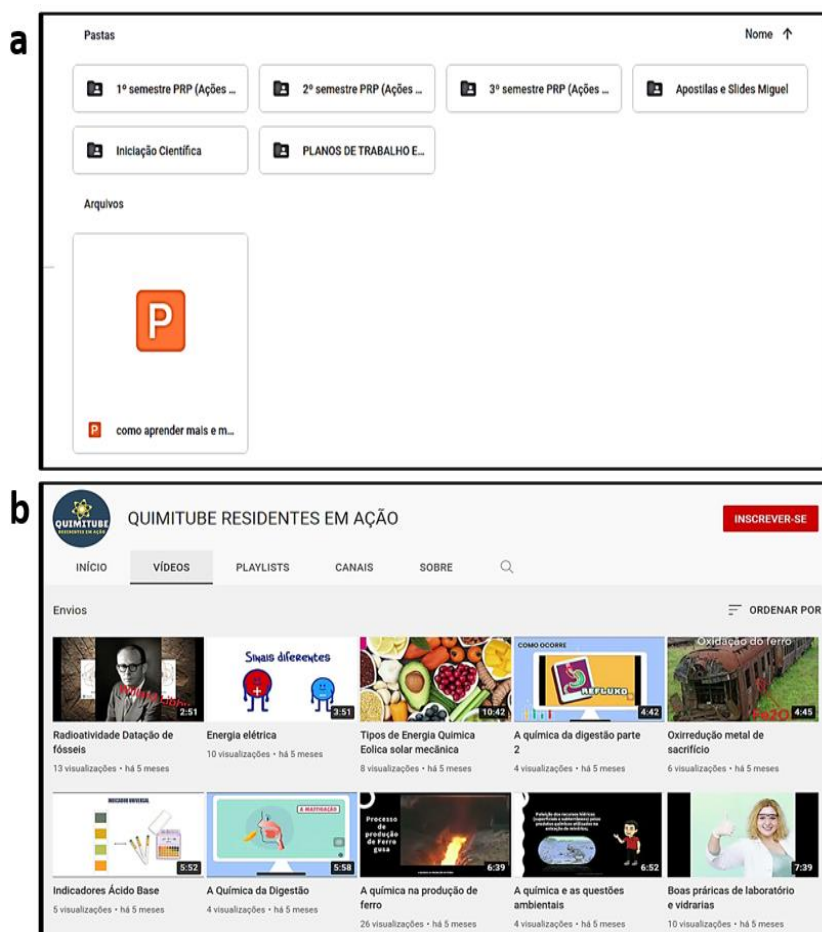 a
Pastas
Nome
1º semestre PRP (Ações ...
2º semestre PRP (Ações ...
3º semestre PRP (Ações ...
Apostilas e Slides Miguel
Iniciação Científica
PLANOS DE TRABALHO E...
Arquivos
P
P como aprender mais e m...
b
QUIMITUBE
RESIDENTES EM AÇÃO
QUIMITUBE RESIDENTES EM AÇÃO
INSCREVER-SE
INÍCIO
VÍDEOS
PLAYLISTS
CANAIS
SOBRE
Envios
ORDENAR POR
2:51
Sinais diferentes
3:51
10:42
COMO OCORRE
REFLUXO
4:42
Oxirredução do ferro
Fe2O
4:45
Radioatividade Datação de
fósseis
13 visualizações • há 5 meses
Energia elétrica
10 visualizações • há 5 meses
Tipos de Energia Quimica
Eolica solar mecânica
8 visualizações • há 5 meses
A química da digestão parte
2
4 visualizações • há 5 meses
Oxirredução metal de
sacrifício
6 visualizações • há 5 meses
INDICADOR UNIVERSAL
5:52
A MASTIGAÇÃO
5:58
Processo
de
produção
de Ferro
gusa
6:39
6:52
7:39
Indicadores Ácido Base
5 visualizações • há 5 meses
A Química da Digestão
4 visualizações • há 5 meses
A química na produção de
ferro
26 visualizações • há 5 meses
A química e as questões
ambientais
4 visualizações • há 5 meses
Boas práricas de laboratório
e vidrarias
10 visualizações • há 5 meses